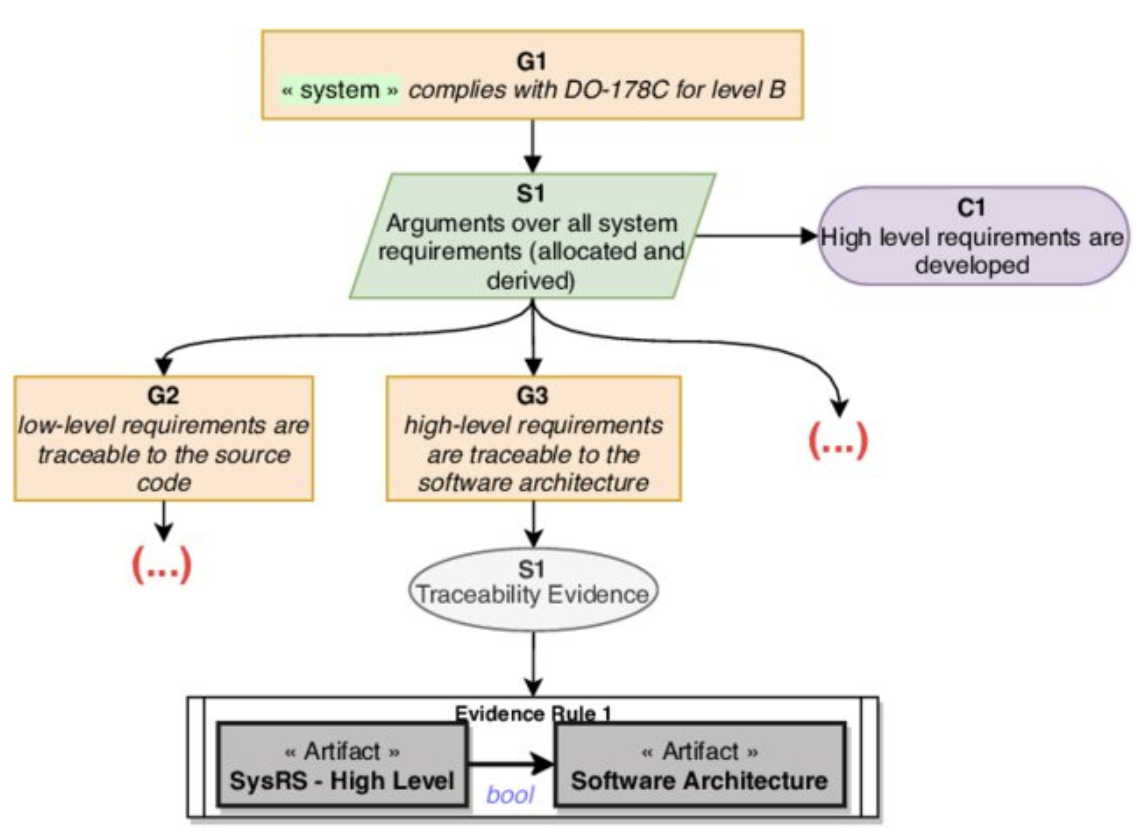 G1
« system » complies with DO-178C for level B
S1
Arguments over all system
requirements (allocated and
derived)
C1
High level requirements are
developed
G2
low-level requirements are
traceable to the source
code
(...)
G3
high-level requirements
are traceable to the
software architecture
(...)
S1
Traceability Evidence
Evidence Rule 1
« Artifact »
SysRS - High Level
bool
« Artifact »
Software Architecture